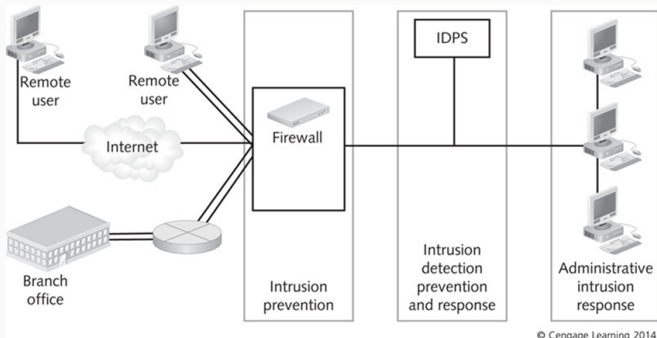 Remote
user
Remote
user
Internet
Branch
office
Firewall
Intrusion
prevention
IDPS
Intrusion
detection
prevention
and response
Administrative
intrusion
response
© Cengage Learning 2014